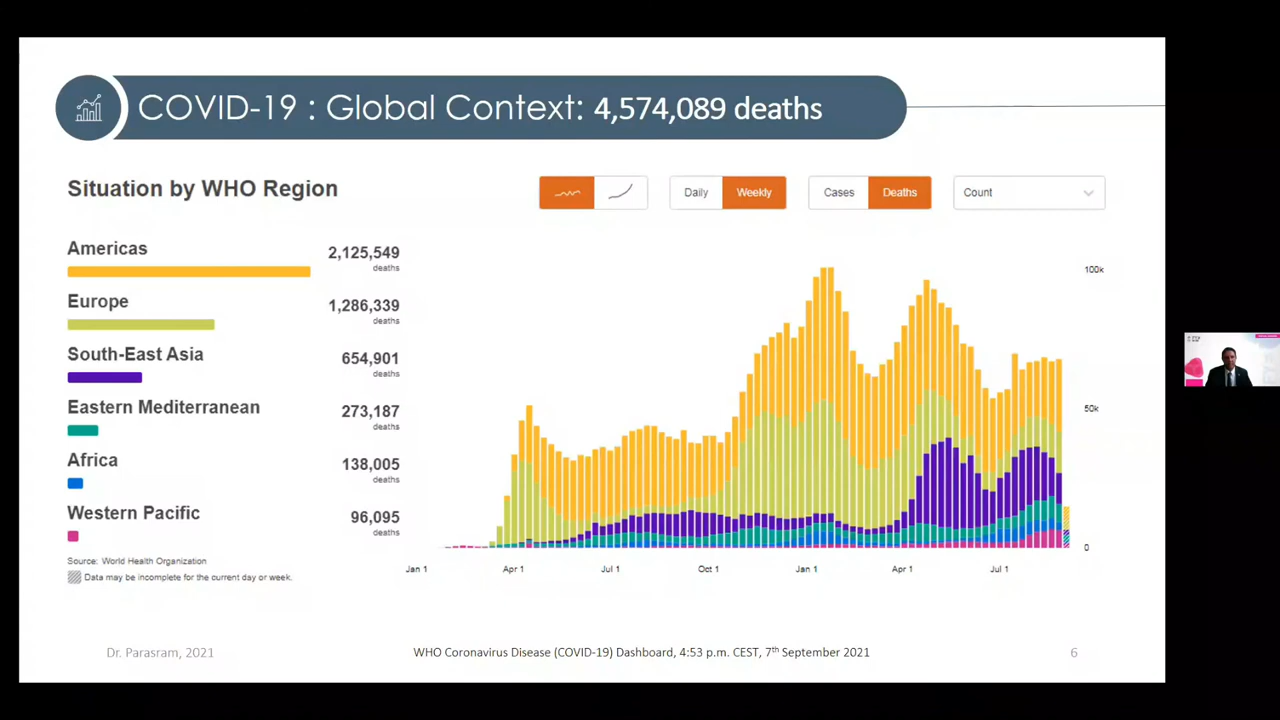 COVID-19 : Global Context: 4,574,089 deaths
Situation by WHO Region
Daily Weekly Cases Deaths Count
Americas 2,125,549
deaths
Europe 1,286,339
deaths
South-East Asia 654,901
deaths
Eastern Mediterranean 273,187
deaths
Africa 138,005
deaths
Western Pacific 96,095
deaths
100k
50k
0
Jan 1 Apr 1 Jul 1 Oct 1 Jan 1 Apr 1 Jul 1
Source: World Health Organization
Data may be incomplete for the current day or week.
Dr. Parasram, 2021 WHO Coronavirus Disease (COVID-19) Dashboard, 4:53 p.m. CEST, 7th September 2021 6